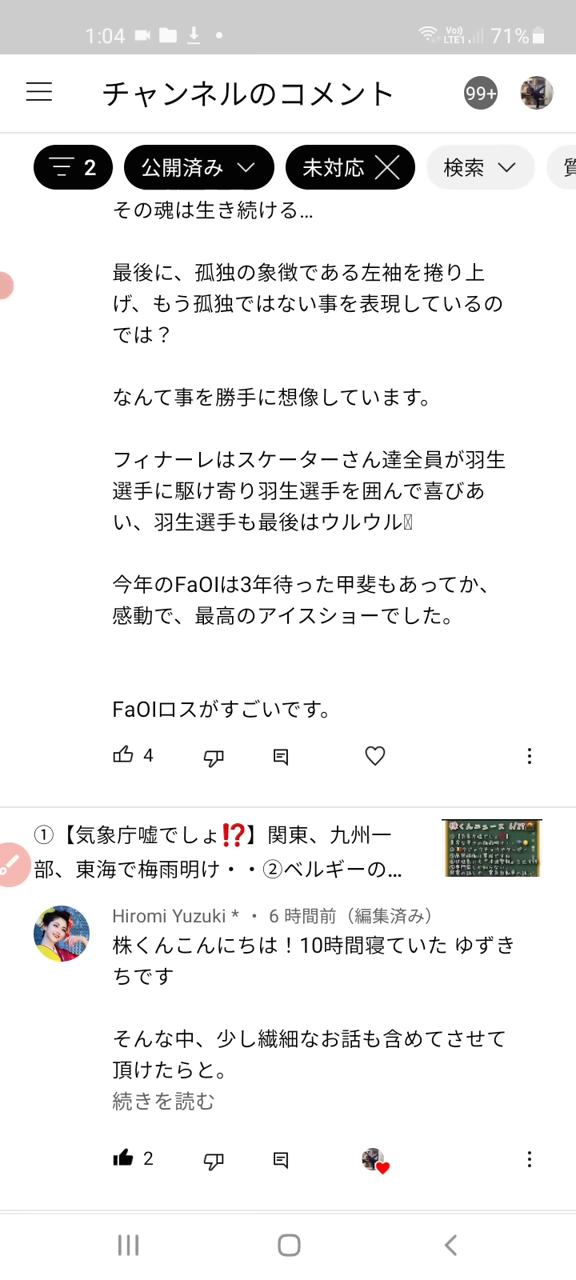 1:04
Vo)) LTE1 71%
チャンネルのコメント
99+
2 公開済み 未対応 検索 質
その魂は生き続ける…
最後に、孤独の象徴である左袖を捲り上
げ、もう孤独ではない事を表現しているの
では？
なんて事を勝手に想像しています。
フィナーレはスケーターさん達全員が羽生
選手に駆け寄り羽生選手を囲んで喜びあ
い、羽生選手も最後はウルウル
今年のFaOIは3年待った甲斐もあってか、
感動で、最高のアイスショーでした。
FaOIロスがすごいです。
4
①【気象庁嘘でしょ⁉️】関東、九州一
部、東海で梅雨明け・・②ベルギーの...
Hiromi Yuzuki * ・ 6 時間前（編集済み）
株くんこんにちは！10時間寝ていた ゆずき
ちです
そんな中、少し繊細なお話も含めてさせて
頂けたらと。
続きを読む
2